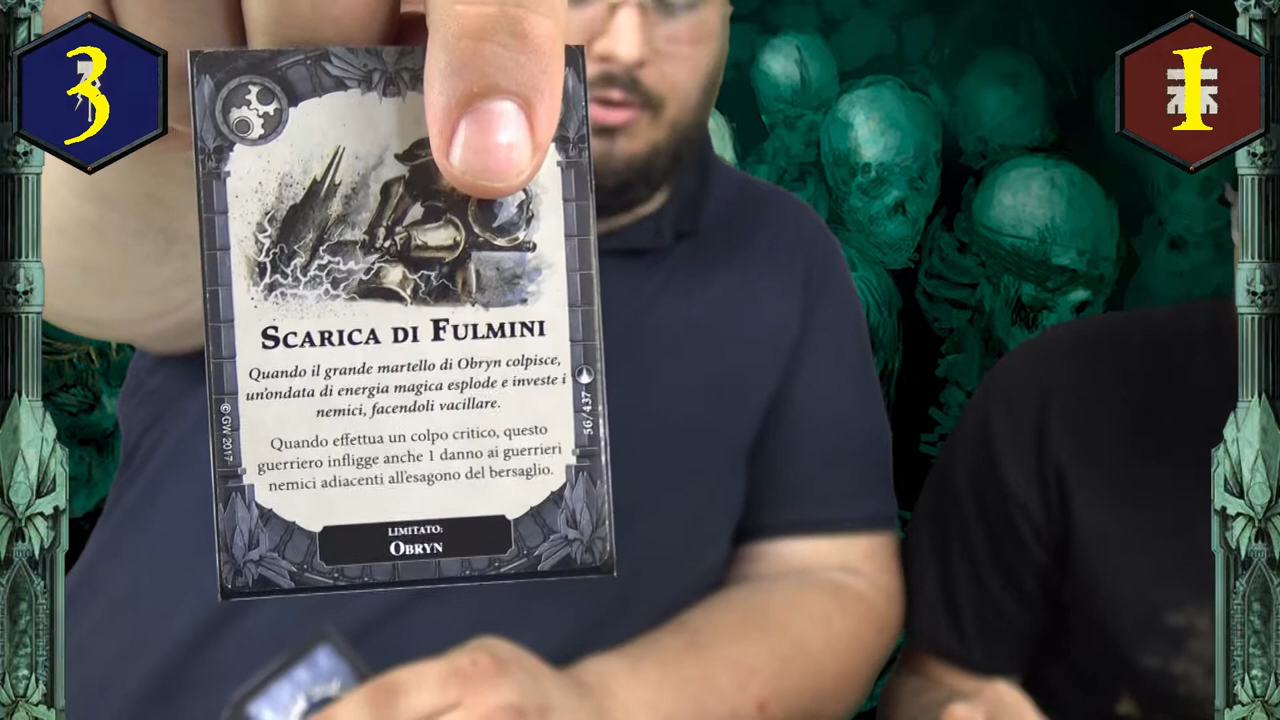 3
1
Scarica di Fulmini
Quando il grande martello di Obryn colpisce,
un'ondata di energia magica esplode e investe i
nemici, facendoli vacillare.
Quando effettua un colpo critico, questo
guerriero infligge anche 1 danno ai guerrieri
nemici adiacenti all'esagono del bersaglio.
© GW 2017
56/437
LIMITATO:
Obryn